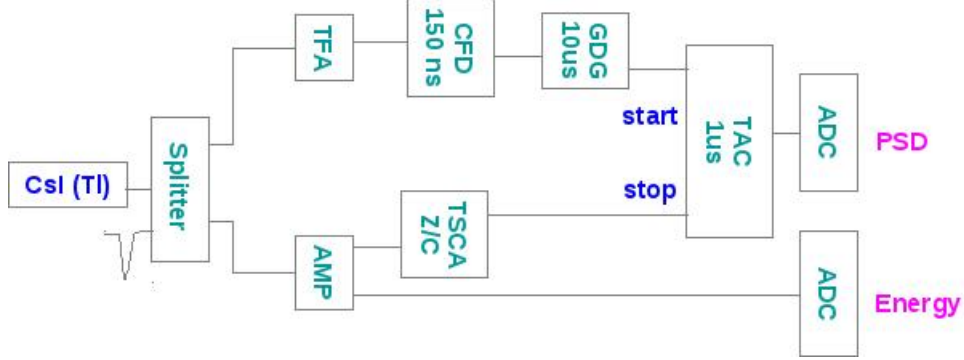 CsI (Tl)
Splitter
TFA
CFD
150 ns
GDG
10us
start
stop
TAC
1us
ADC
PSD
AMP
TSCA
Z/C
ADC
Energy